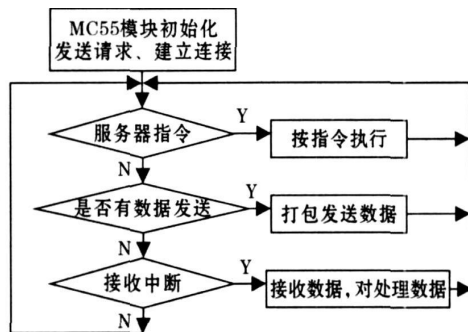 MC55模块初始化
发送请求、建立连接
服务器指令
Y
按指令执行
N
是否有数据发送
Y
打包发送数据
N
接收中断
Y
接收数据,对处理数据
N